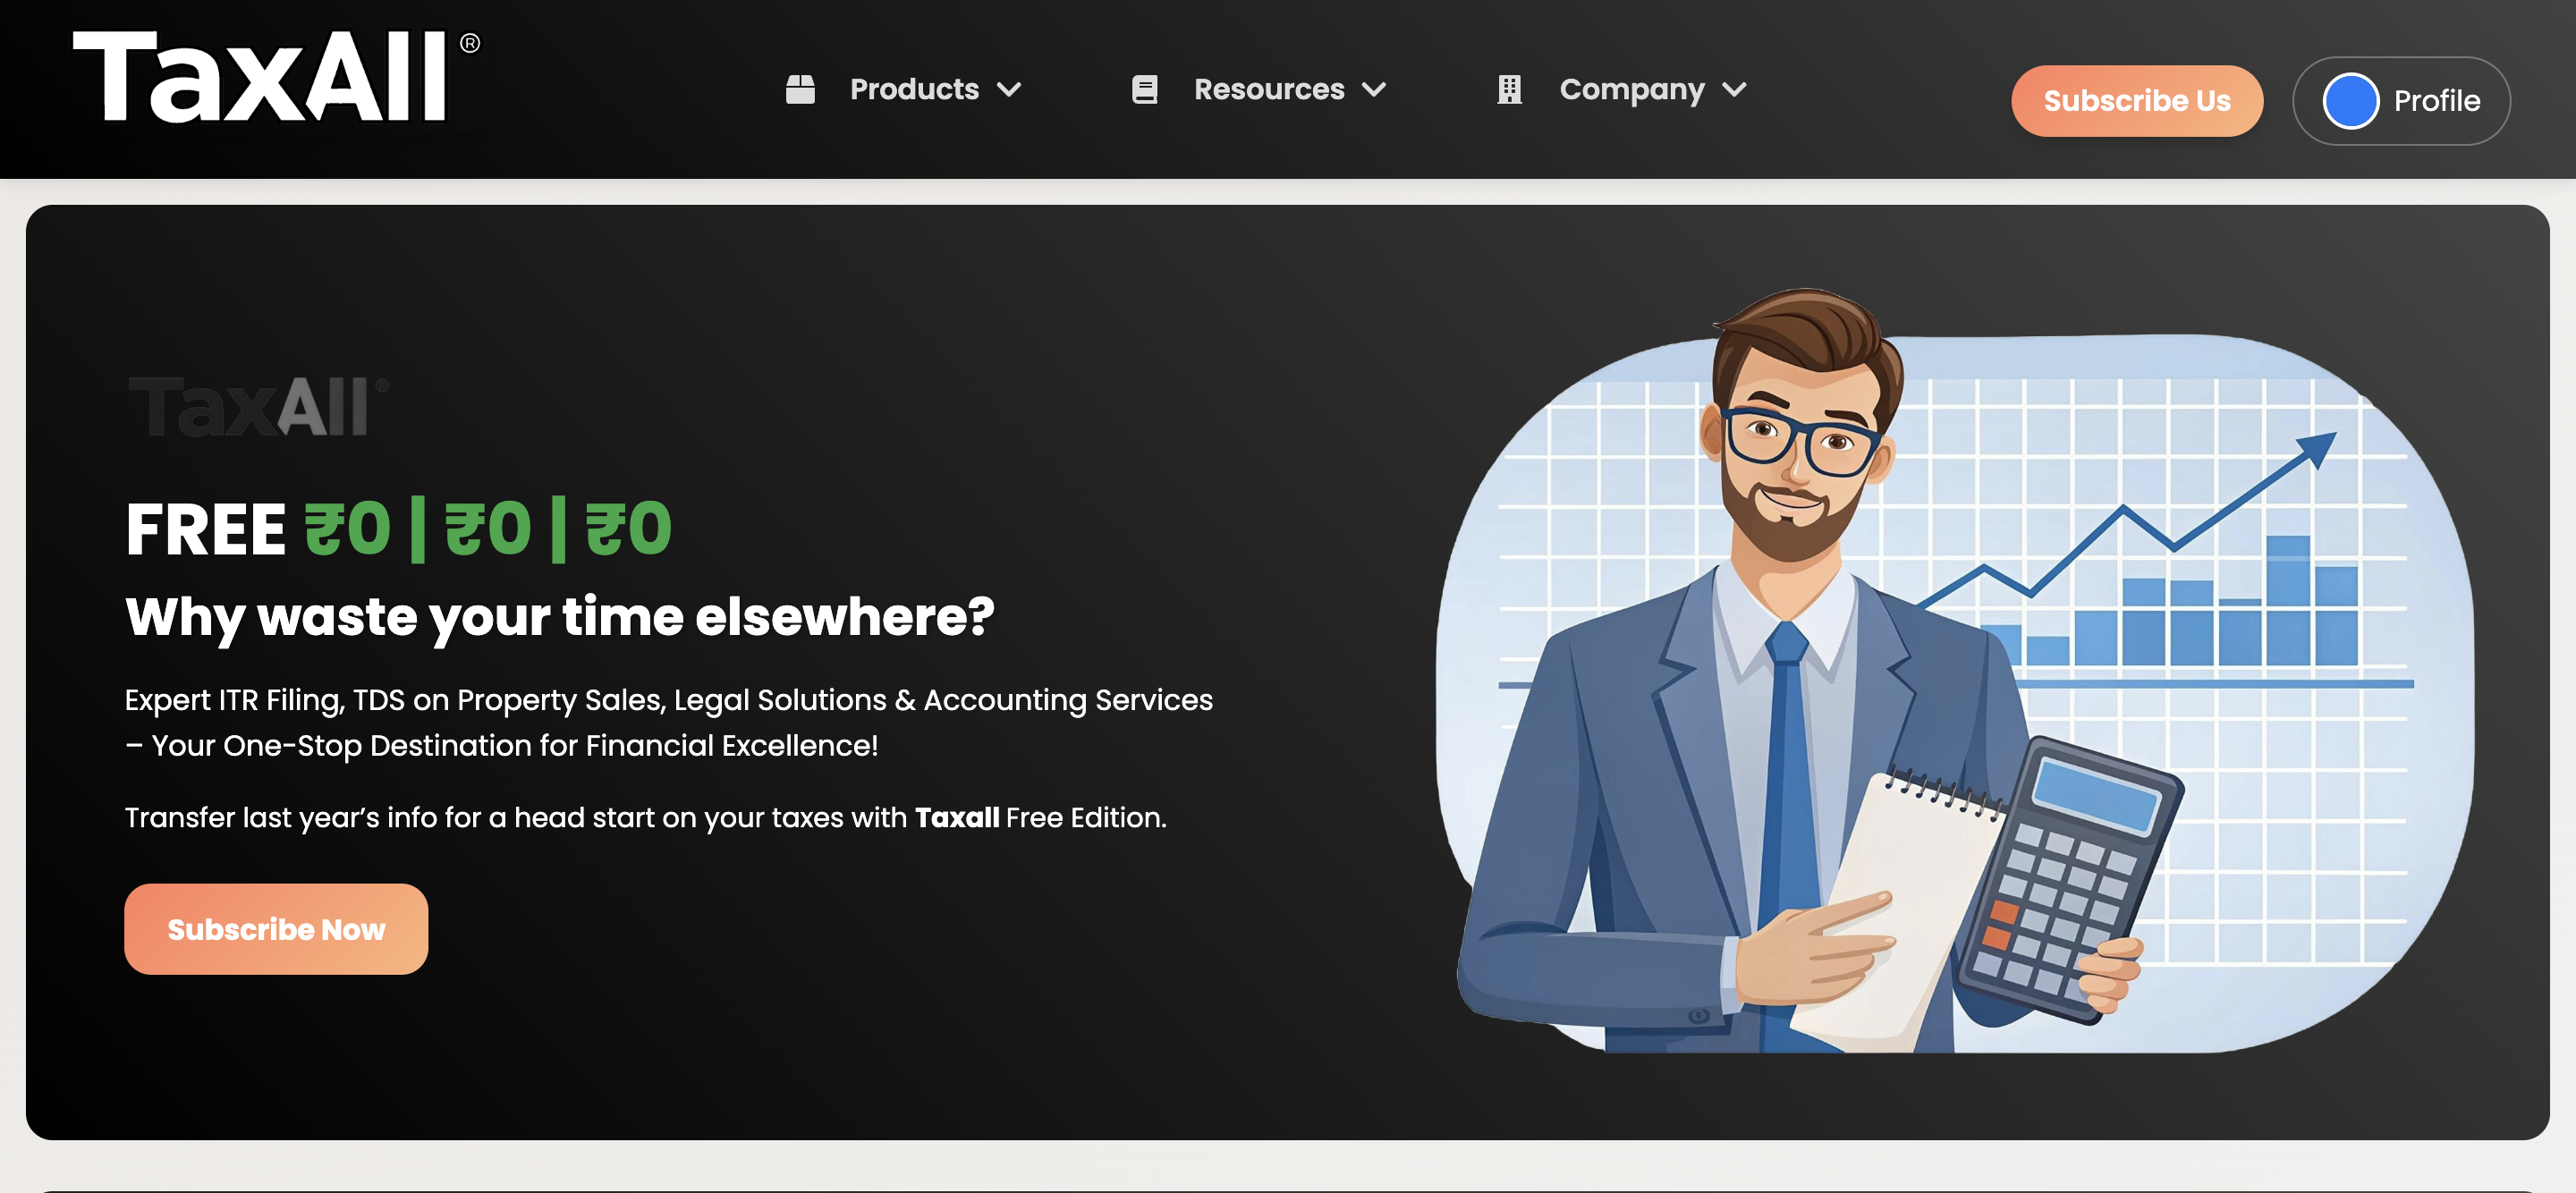 TaxAll®
Products
Resources
Company
Subscribe Us
Profile
TaxAll®
FREE ₹0 | ₹0 | ₹0
Why waste your time elsewhere?
Expert ITR Filing, TDS on Property Sales, Legal Solutions & Accounting Services
– Your One-Stop Destination for Financial Excellence!
Transfer last year’s info for a head start on your taxes with Taxall Free Edition.
Subscribe Now